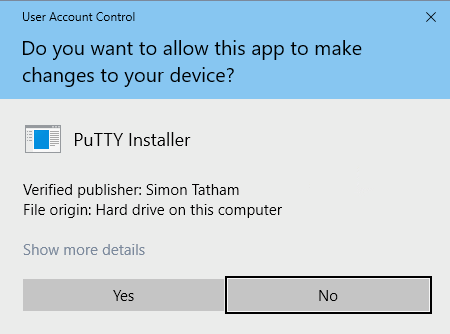 User Account Control
Do you want to allow this app to make
changes to your device?
PuTTY Installer
Verified publisher: Simon Tatham
File origin: Hard drive on this computer
Show more details
Yes
No